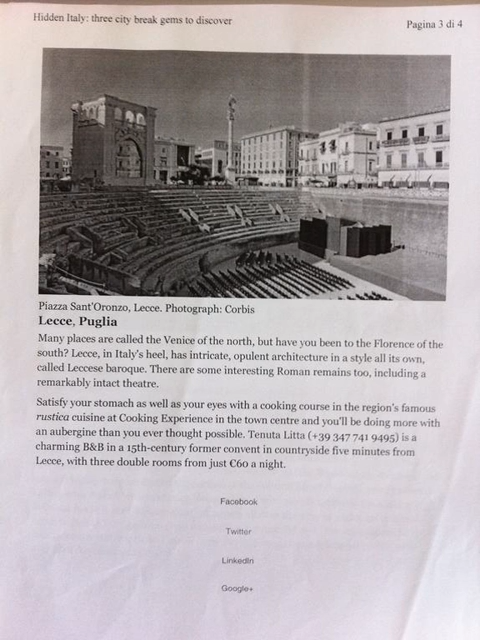 Hidden Italy: three city break gems to discover
Pagina 3 di 4
Piazza Sant'Oronzo, Lecce. Photograph: Corbis
Lecce, Puglia
Many places are called the Venice of the north, but have you been to the Florence of the
south? Lecce, in Italy's heel, has intricate, opulent architecture in a style all its own,
called Leccese baroque. There are some interesting Roman remains too, including a
remarkably intact theatre.
Satisfy your stomach as well as your eyes with a cooking course in the region's famous
rustica cuisine at Cooking Experience in the town centre and you'll be doing more with
an aubergine than you ever thought possible. Tenuta Litta (+39 347 741 9495) is a
charming B&B in a 15th-century former convent in countryside five minutes from
Lecce, with three double rooms from just €60 a night.
Facebook
Twitter
LinkedIn
Google+